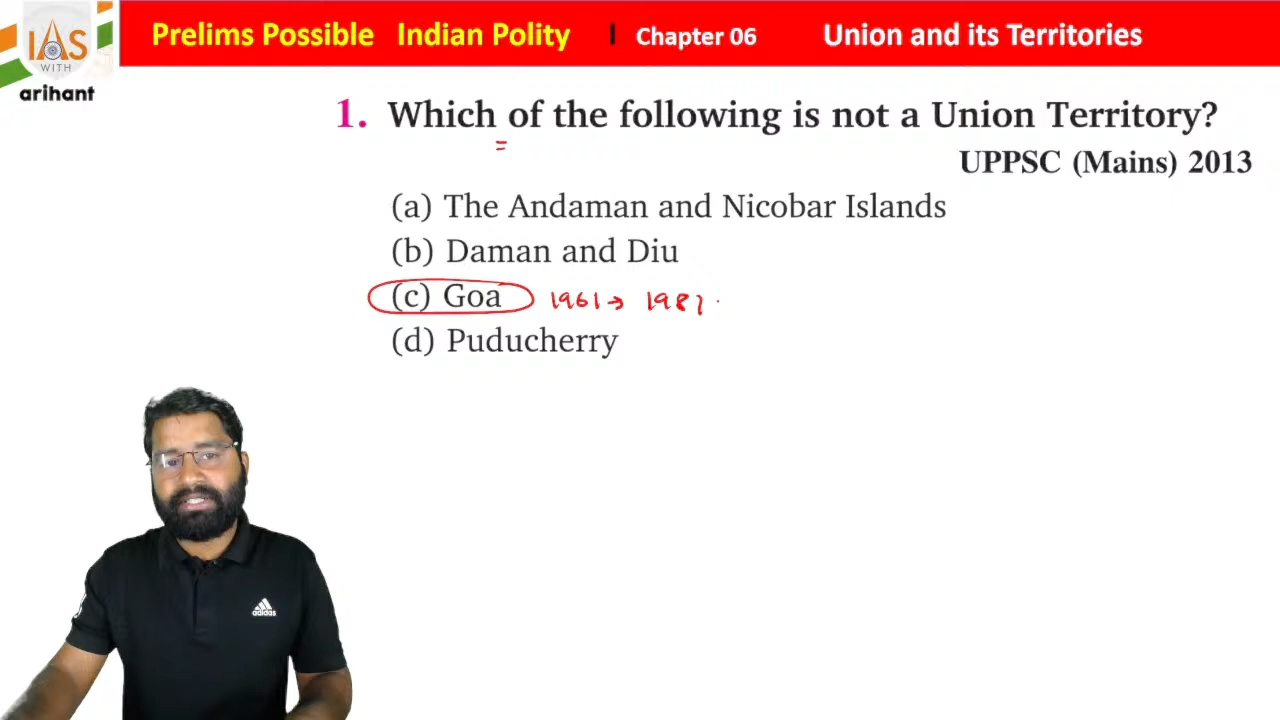 IAS
WITH
arihant
Prelims Possible Indian Polity | Chapter 06 Union and its Territories
1. Which of the following is not a Union Territory?
UPPSC (Mains) 2013
(a) The Andaman and Nicobar Islands
(b) Daman and Diu
(c) Goa 1961 → 1987
(d) Puducherry
adidas